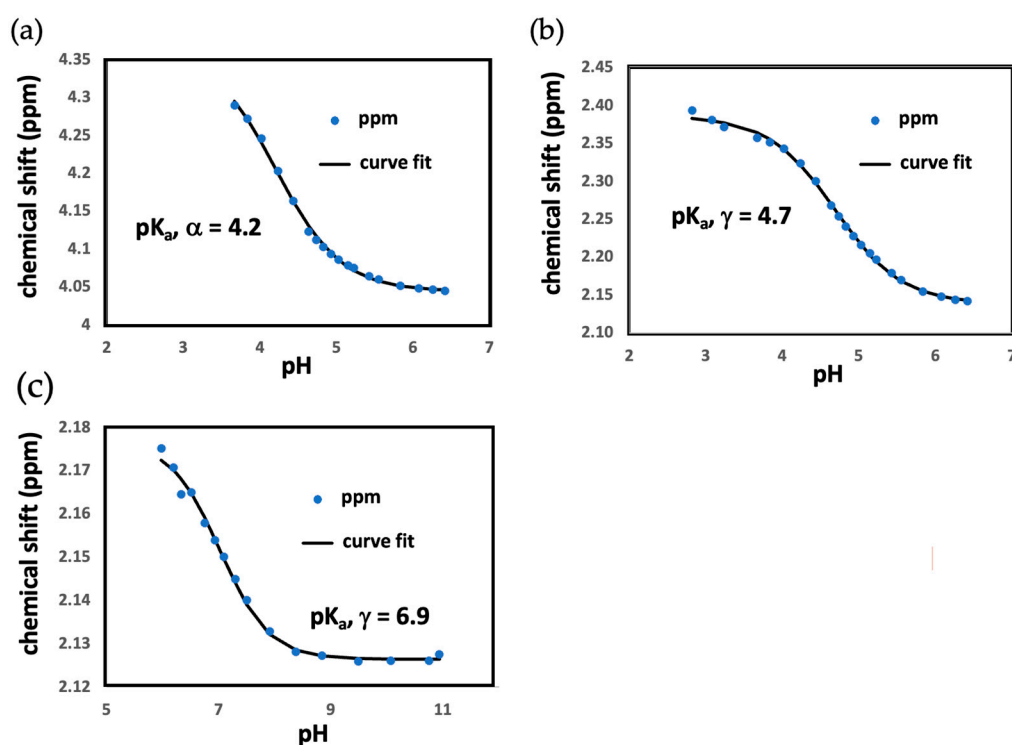 (a)
chemical shift (ppm)
4.35
4.3
4.25
4.2
4.15
4.1
4.05
4
ppm
curve fit
pKa, α = 4.2
2 3 4 5 6 7
pH
(b)
chemical shift (ppm)
2.45
2.40
2.35
2.30
2.25
2.20
2.15
2.10
ppm
curve fit
pKa, γ = 4.7
2 3 4 5 6 7
pH
(c)
chemical shift (ppm)
2.18
2.17
2.16
2.15
2.14
2.13
2.12
ppm
curve fit
pKa, γ = 6.9
5 7 9 11
pH